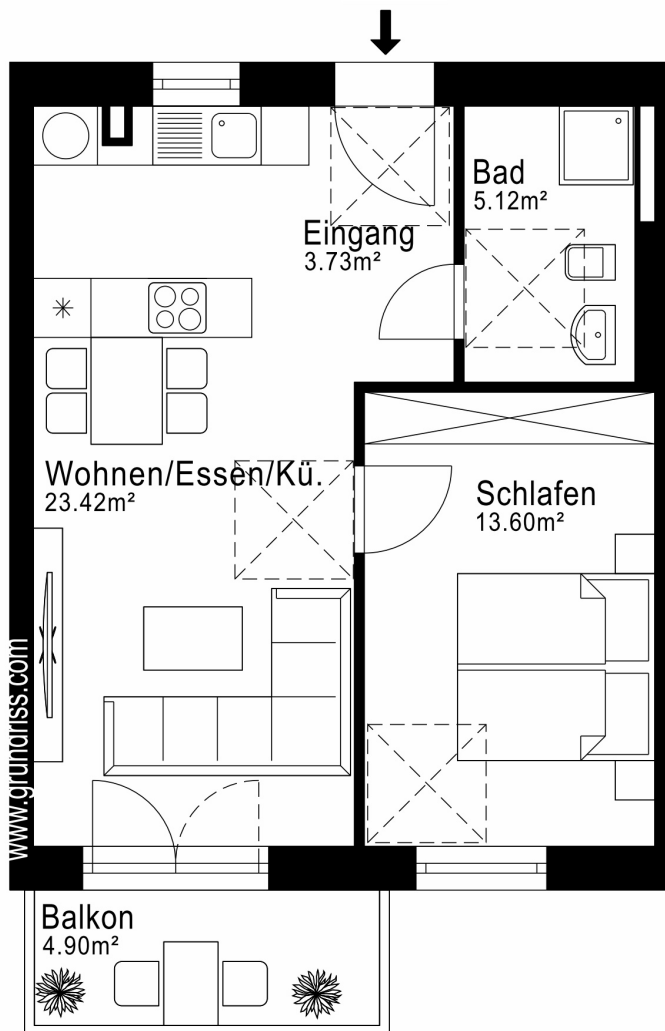 Bad
5.12m²
Eingang
3.73m²
Wohnen/Essen/Kü.
23.42m²
Schlafen
13.60m²
www.grundriss.com
Balkon
4.90m²